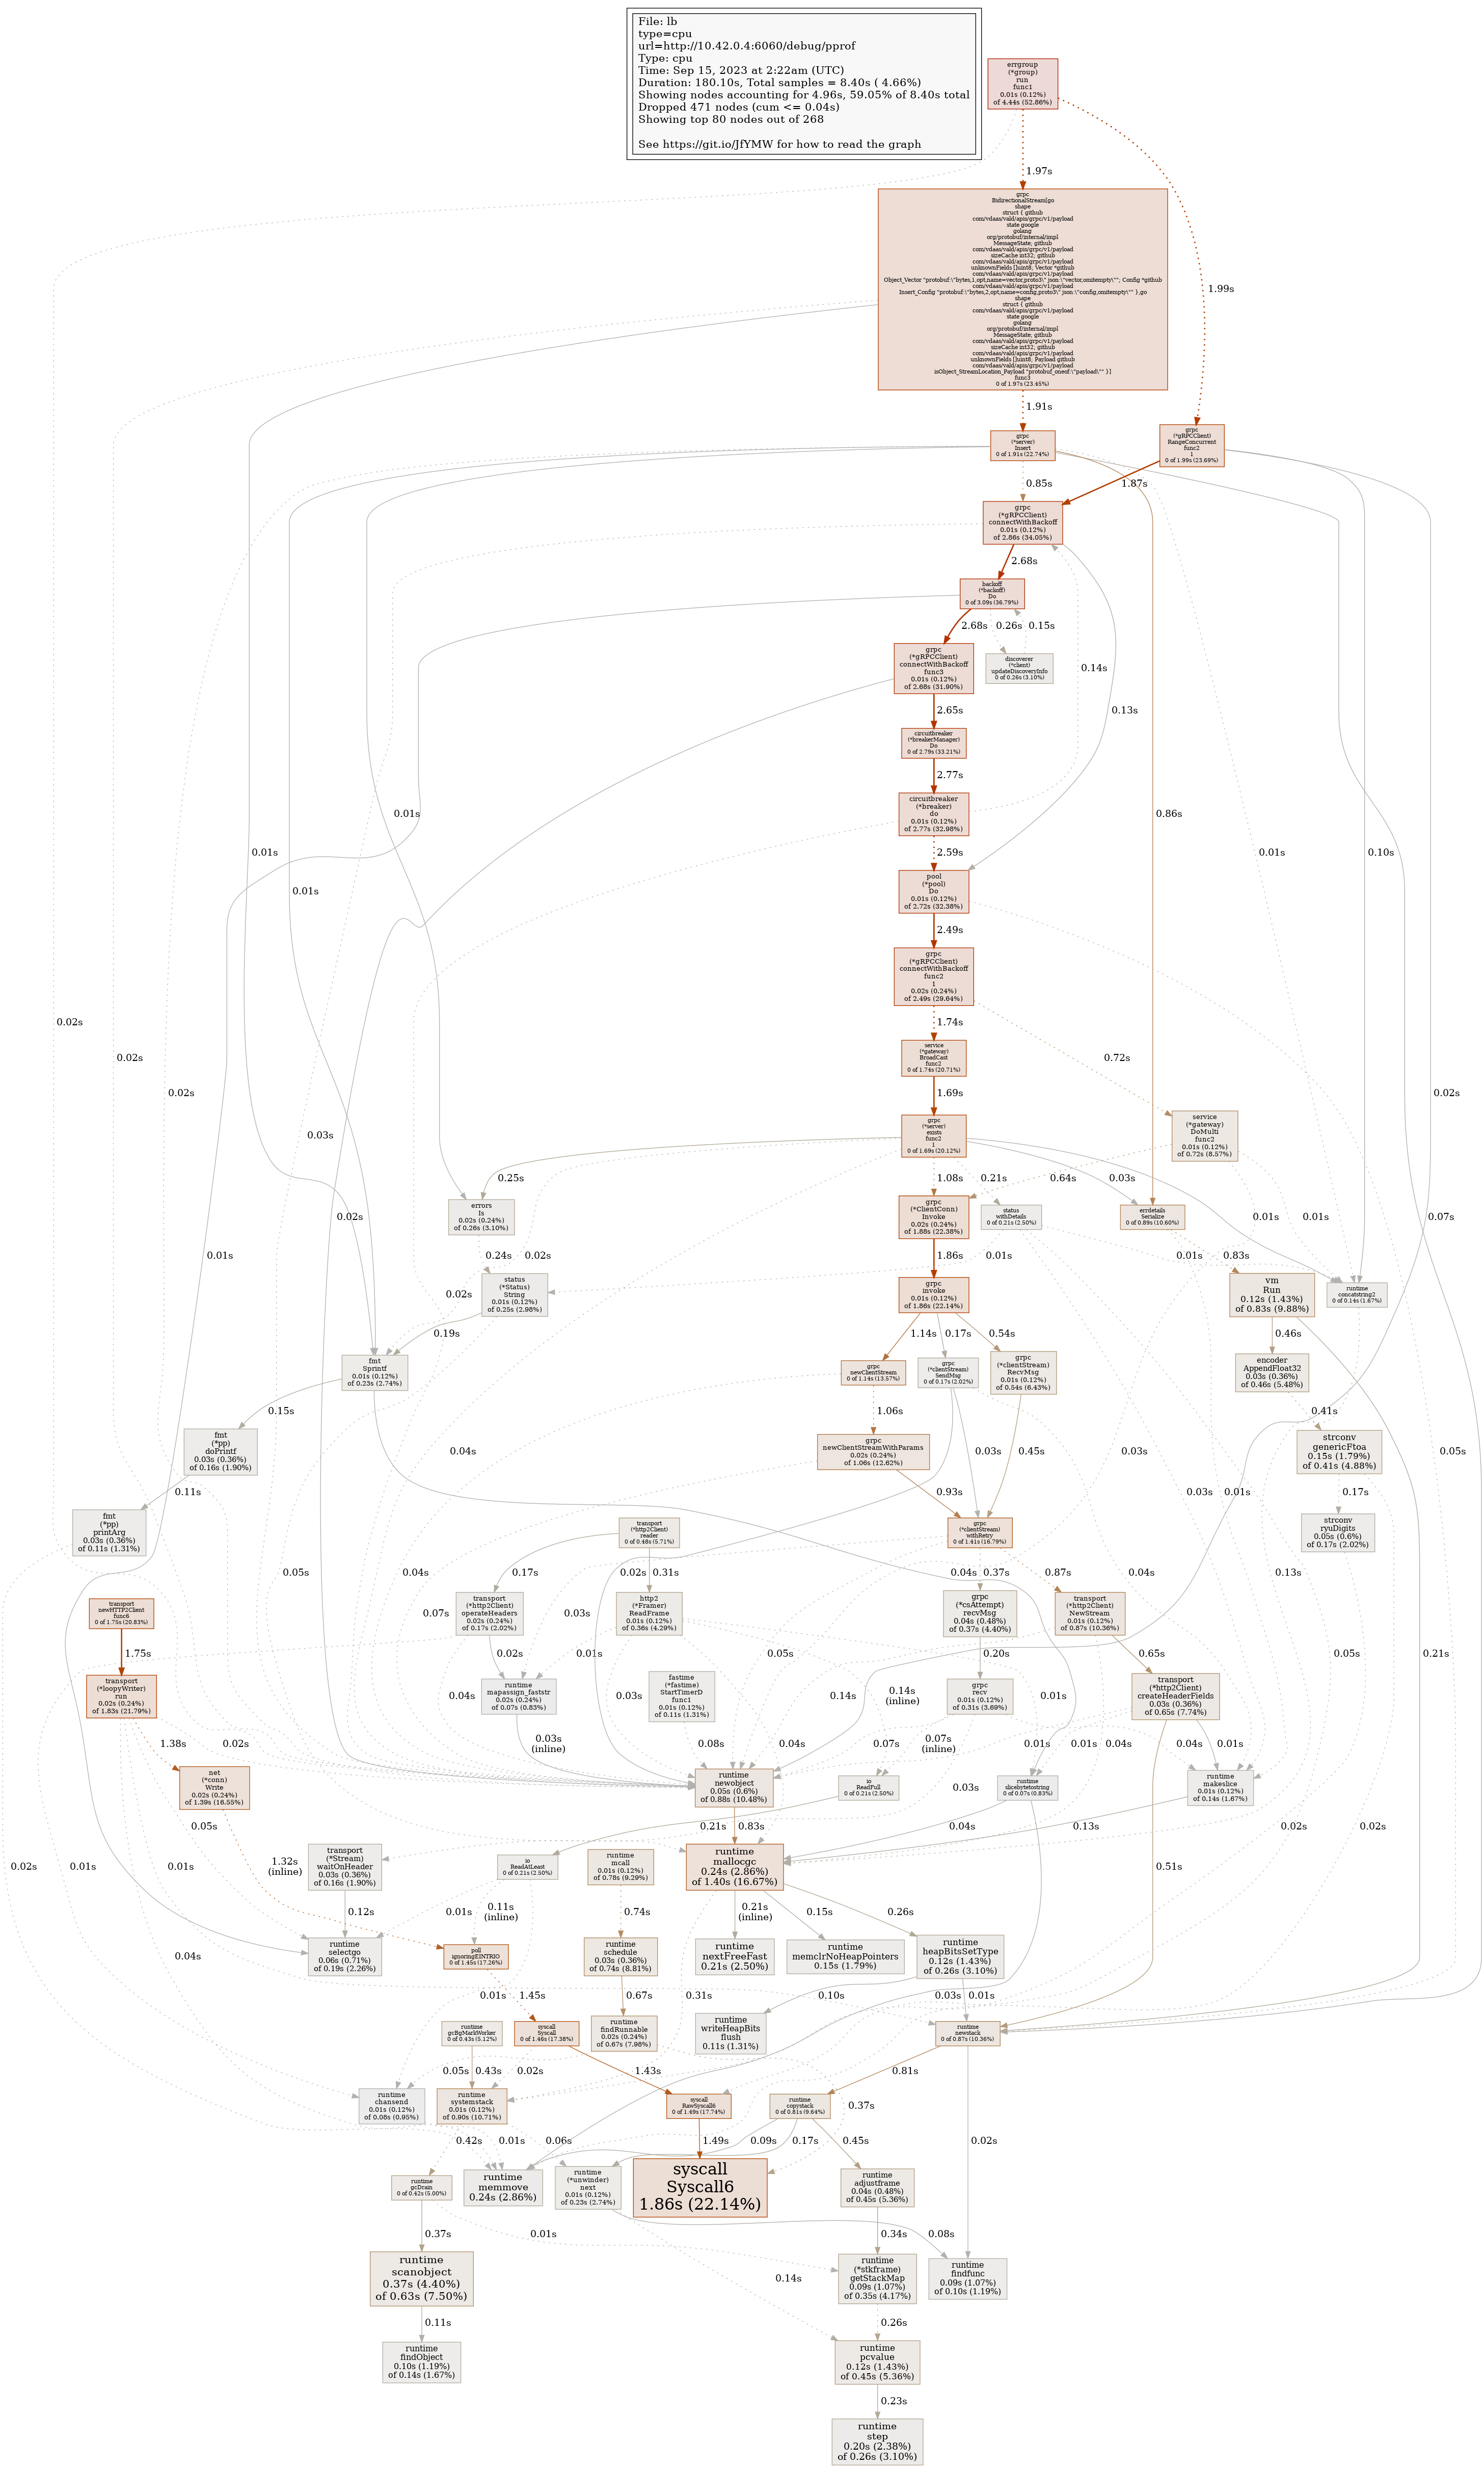 File: lb
type=cpu
url=http://10.42.0.4:6060/debug/pprof
Type: cpu
Time: Sep 15, 2023 at 2:22am (UTC)
Duration: 180.10s, Total samples = 8.40s ( 4.66%)
Showing nodes accounting for 4.96s, 59.05% of 8.40s total
Dropped 471 nodes (cum <= 0.04s)
Showing top 80 nodes out of 268
See https://git.io/JfYMW for how to read the graph
errgroup
(*group)
run
func1
0.01s (0.12%)
of 4.44s (52.86%)
1.97s
1.99s
grpc
BidirectionalStream[go
shape
struct { github
com/vdaas/vald/apis/grpc/v1/payload
state google
golang
org/protobuf/internal/impl
MessageState; github
com/vdaas/vald/apis/grpc/v1/payload
sizeCache int32; github
com/vdaas/vald/apis/grpc/v1/payload
unknownFields []uint8; Vector *github
com/vdaas/vald/apis/grpc/v1/payload
Object_Vector "protobuf:\"bytes,1,opt,name=vector,proto3\" json:\"vector,omitempty\""; Config *github
com/vdaas/vald/apis/grpc/v1/payload
Insert_Config "protobuf:\"bytes,2,opt,name=config,proto3\" json:\"config,omitempty\"" },go
shape
struct { github
com/vdaas/vald/apis/grpc/v1/payload
state google
golang
org/protobuf/internal/impl
MessageState; github
com/vdaas/vald/apis/grpc/v1/payload
sizeCache int32; github
com/vdaas/vald/apis/grpc/v1/payload
unknownFields []uint8; Payload github
com/vdaas/vald/apis/grpc/v1/payload
isObject_StreamLocation_Payload "protobuf_oneof:\"payload\"" }]
func3
0 of 1.97s (23.45%)
1.91s
grpc
(*server)
Insert
0 of 1.91s (22.74%)
grpc
(*gRPCClient)
RangeConcurrent
func2
1
0 of 1.99s (23.69%)
0.85s
1.87s
grpc
(*gRPCClient)
connectWithBackoff
0.01s (0.12%)
of 2.86s (34.05%)
2.68s
backoff
(*backoff)
Do
0 of 3.09s (36.79%)
2.68s
0.26s
0.15s
grpc
(*gRPCClient)
connectWithBackoff
func3
0.01s (0.12%)
of 2.68s (31.90%)
discoverer
(*client)
updateDiscoveryInfo
0 of 0.26s (3.10%)
0.14s
0.13s
2.65s
circuitbreaker
(*breakerManager)
Do
0 of 2.79s (33.21%)
2.77s
circuitbreaker
(*breaker)
do
0.01s (0.12%)
of 2.77s (32.98%)
0.01s
0.86s
2.59s
0.01s
0.01s
0.01s
0.10s
pool
(*pool)
Do
0.01s (0.12%)
of 2.72s (32.38%)
2.49s
grpc
(*gRPCClient)
connectWithBackoff
func2
1
0.02s (0.24%)
of 2.49s (29.64%)
0.02s
1.74s
0.02s
0.72s
service
(*gateway)
BroadCast
func2
0 of 1.74s (20.71%)
0.02s
1.69s
0.02s
grpc
(*server)
exists
func2
1
0 of 1.69s (20.12%)
service
(*gateway)
DoMulti
func2
0.01s (0.12%)
of 0.72s (8.57%)
0.03s
0.25s
1.08s
0.21s
0.64s
0.03s
errors
Is
0.02s (0.24%)
of 0.26s (3.10%)
grpc
(*ClientConn)
Invoke
0.02s (0.24%)
of 1.88s (22.38%)
status
withDetails
0 of 0.21s (2.50%)
errdetails
Serialize
0 of 0.89s (10.60%)
0.02s
0.01s
0.01s
0.07s
0.01s
0.24s
0.02s
1.86s
0.01s
0.01s
0.83s
status
(*Status)
String
0.01s (0.12%)
of 0.25s (2.98%)
grpc
invoke
0.01s (0.12%)
of 1.86s (22.14%)
vm
Run
0.12s (1.43%)
of 0.83s (9.88%)
runtime
concatstring2
0 of 0.14s (1.67%)
0.02s
0.19s
1.14s
0.17s
0.54s
0.46s
fmt
Sprintf
0.01s (0.12%)
of 0.23s (2.74%)
grpc
newClientStream
0 of 1.14s (13.57%)
grpc
(*clientStream)
SendMsg
0 of 0.17s (2.02%)
grpc
(*clientStream)
RecvMsg
0.01s (0.12%)
of 0.54s (6.43%)
encoder
AppendFloat32
0.03s (0.36%)
of 0.46s (5.48%)
0.15s
1.06s
0.41s
fmt
(*pp)
doPrintf
0.03s (0.36%)
of 0.16s (1.90%)
0.04s
grpc
newClientStreamWithParams
0.02s (0.24%)
of 1.06s (12.62%)
0.03s
0.45s
0.03s
0.05s
strconv
genericFtoa
0.15s (1.79%)
of 0.41s (4.88%)
0.11s
0.93s
0.03s
0.01s
0.17s
fmt
(*pp)
printArg
0.03s (0.36%)
of 0.11s (1.31%)
transport
(*http2Client)
reader
0 of 0.48s (5.71%)
grpc
(*clientStream)
withRetry
0 of 1.41s (16.79%)
strconv
ryuDigits
0.05s (0.6%)
of 0.17s (2.02%)
0.05s
0.17s
0.04s
0.31s
0.02s
0.04s
0.37s
0.87s
0.04s
0.13s
transport
newHTTP2Client
func6
0 of 1.75s (20.83%)
0.07s
transport
(*http2Client)
operateHeaders
0.02s (0.24%)
of 0.17s (2.02%)
0.03s
http2
(*Framer)
ReadFrame
0.01s (0.12%)
of 0.36s (4.29%)
grpc
(*csAttempt)
recvMsg
0.04s (0.48%)
of 0.37s (4.40%)
transport
(*http2Client)
NewStream
0.01s (0.12%)
of 0.87s (10.36%)
1.75s
0.02s
0.01s
0.05s
0.20s
0.65s
0.05s
0.21s
transport
(*loopyWriter)
run
0.02s (0.24%)
of 1.83s (21.79%)
0.04s
runtime
mapassign_faststr
0.02s (0.24%)
of 0.07s (0.83%)
0.03s
fastime
(*fastime)
StartTimerD
func1
0.01s (0.12%)
of 0.11s (1.31%)
0.14s
0.14s
(inline)
grpc
recv
0.01s (0.12%)
of 0.31s (3.69%)
0.01s
transport
(*http2Client)
createHeaderFields
0.03s (0.36%)
of 0.65s (7.74%)
1.38s
0.02s
0.03s
(inline)
0.08s
0.04s
0.07s
0.07s
(inline)
0.01s
0.01s
0.04s
0.04s
0.01s
net
(*conn)
Write
0.02s (0.24%)
of 1.39s (16.55%)
runtime
newobject
0.05s (0.6%)
of 0.88s (10.48%)
io
ReadFull
0 of 0.21s (2.50%)
0.03s
runtime
slicebytetostring
0 of 0.07s (0.83%)
runtime
makeslice
0.01s (0.12%)
of 0.14s (1.67%)
0.05s
0.21s
0.83s
0.04s
0.13s
0.02s
0.02s
1.32s
(inline)
transport
(*Stream)
waitOnHeader
0.03s (0.36%)
of 0.16s (1.90%)
io
ReadAtLeast
0 of 0.21s (2.50%)
runtime
mcall
0.01s (0.12%)
of 0.78s (9.29%)
runtime
mallocgc
0.24s (2.86%)
of 1.40s (16.67%)
0.02s
0.01s
0.01s
0.51s
0.12s
0.01s
0.11s
(inline)
0.74s
0.21s
(inline)
0.15s
0.26s
runtime
selectgo
0.06s (0.71%)
of 0.19s (2.26%)
poll
ignoringEINTRIO
0 of 1.45s (17.26%)
runtime
schedule
0.03s (0.36%)
of 0.74s (8.81%)
runtime
nextFreeFast
0.21s (2.50%)
runtime
memclrNoHeapPointers
0.15s (1.79%)
runtime
heapBitsSetType
0.12s (1.43%)
of 0.26s (3.10%)
0.04s
0.01s
1.45s
0.67s
0.31s
0.10s
0.03s
0.01s
runtime
gcBgMarkWorker
0 of 0.43s (5.12%)
syscall
Syscall
0 of 1.46s (17.38%)
runtime
findRunnable
0.02s (0.24%)
of 0.67s (7.98%)
runtime
writeHeapBits
flush
0.11s (1.31%)
runtime
newstack
0 of 0.87s (10.36%)
0.05s
0.43s
0.02s
1.43s
0.81s
runtime
chansend
0.01s (0.12%)
of 0.08s (0.95%)
runtime
systemstack
0.01s (0.12%)
of 0.90s (10.71%)
syscall
RawSyscall6
0 of 1.49s (17.74%)
runtime
copystack
0 of 0.81s (9.64%)
0.37s
0.02s
0.42s
0.01s
0.06s
1.49s
0.09s
0.17s
0.45s
runtime
gcDrain
0 of 0.42s (5.00%)
runtime
memmove
0.24s (2.86%)
runtime
(*unwinder)
next
0.01s (0.12%)
of 0.23s (2.74%)
syscall
Syscall6
1.86s (22.14%)
runtime
adjustframe
0.04s (0.48%)
of 0.45s (5.36%)
0.37s
0.01s
0.34s
0.08s
runtime
scanobject
0.37s (4.40%)
of 0.63s (7.50%)
0.14s
runtime
(*stkframe)
getStackMap
0.09s (1.07%)
of 0.35s (4.17%)
runtime
findfunc
0.09s (1.07%)
of 0.10s (1.19%)
0.11s
0.26s
runtime
findObject
0.10s (1.19%)
of 0.14s (1.67%)
runtime
pcvalue
0.12s (1.43%)
of 0.45s (5.36%)
0.23s
runtime
step
0.20s (2.38%)
of 0.26s (3.10%)